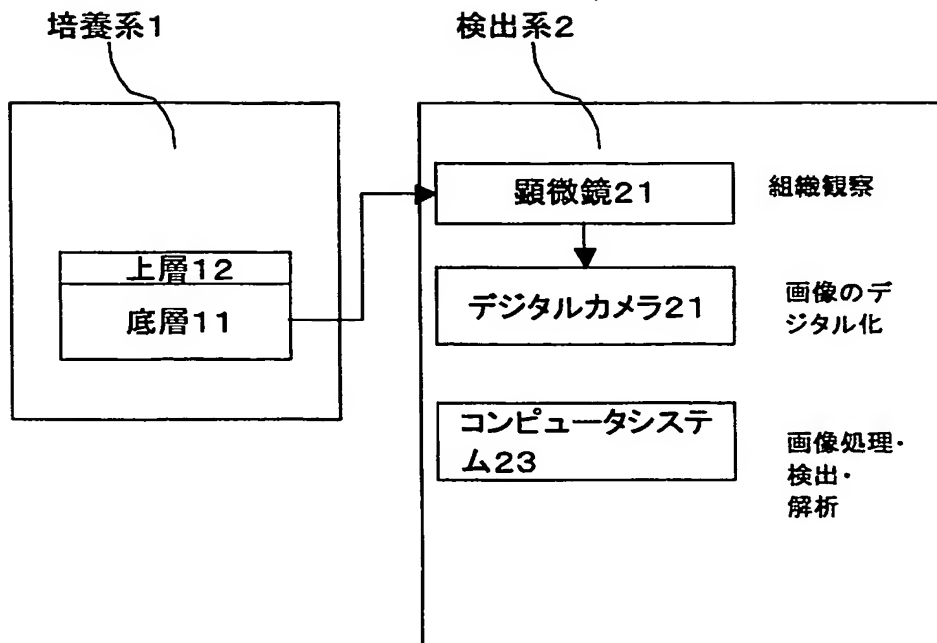 培養系1
検出系2
上層12
底層11
顕微鏡21
組織観察
デジタルカメラ21
画像のデ
ジタル化
コンピュータシステ
ム23
画像処理・
検出・
解析